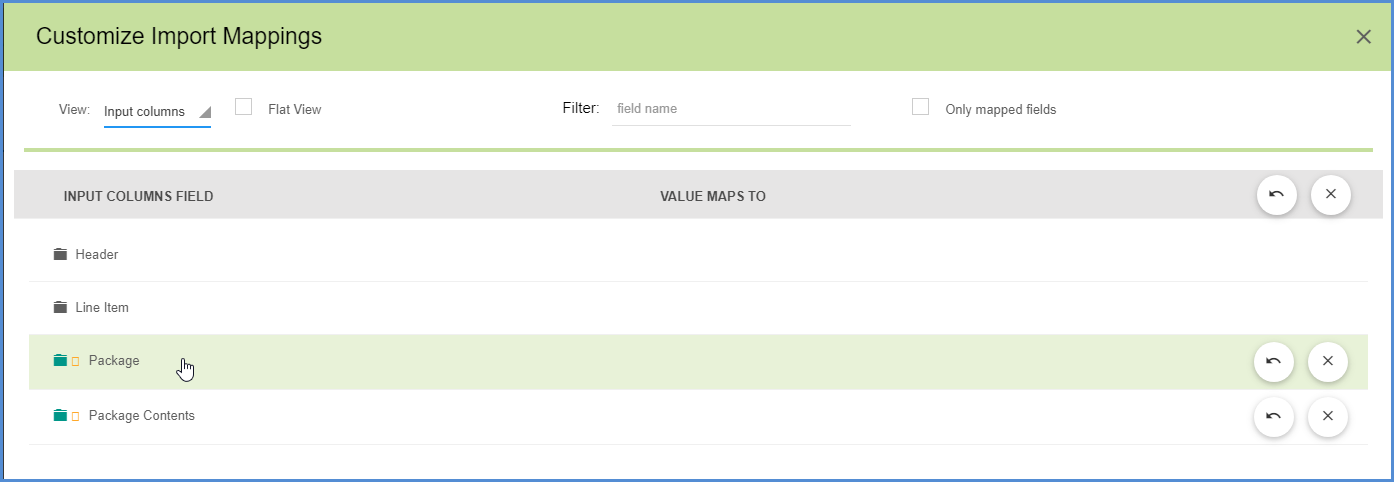 Customize Import Mappings
View: Input columns Flat View Filter: field name Only mapped fields
INPUT COLUMNS FIELD VALUE MAPS TO
Header
Line Item
Package
Package Contents